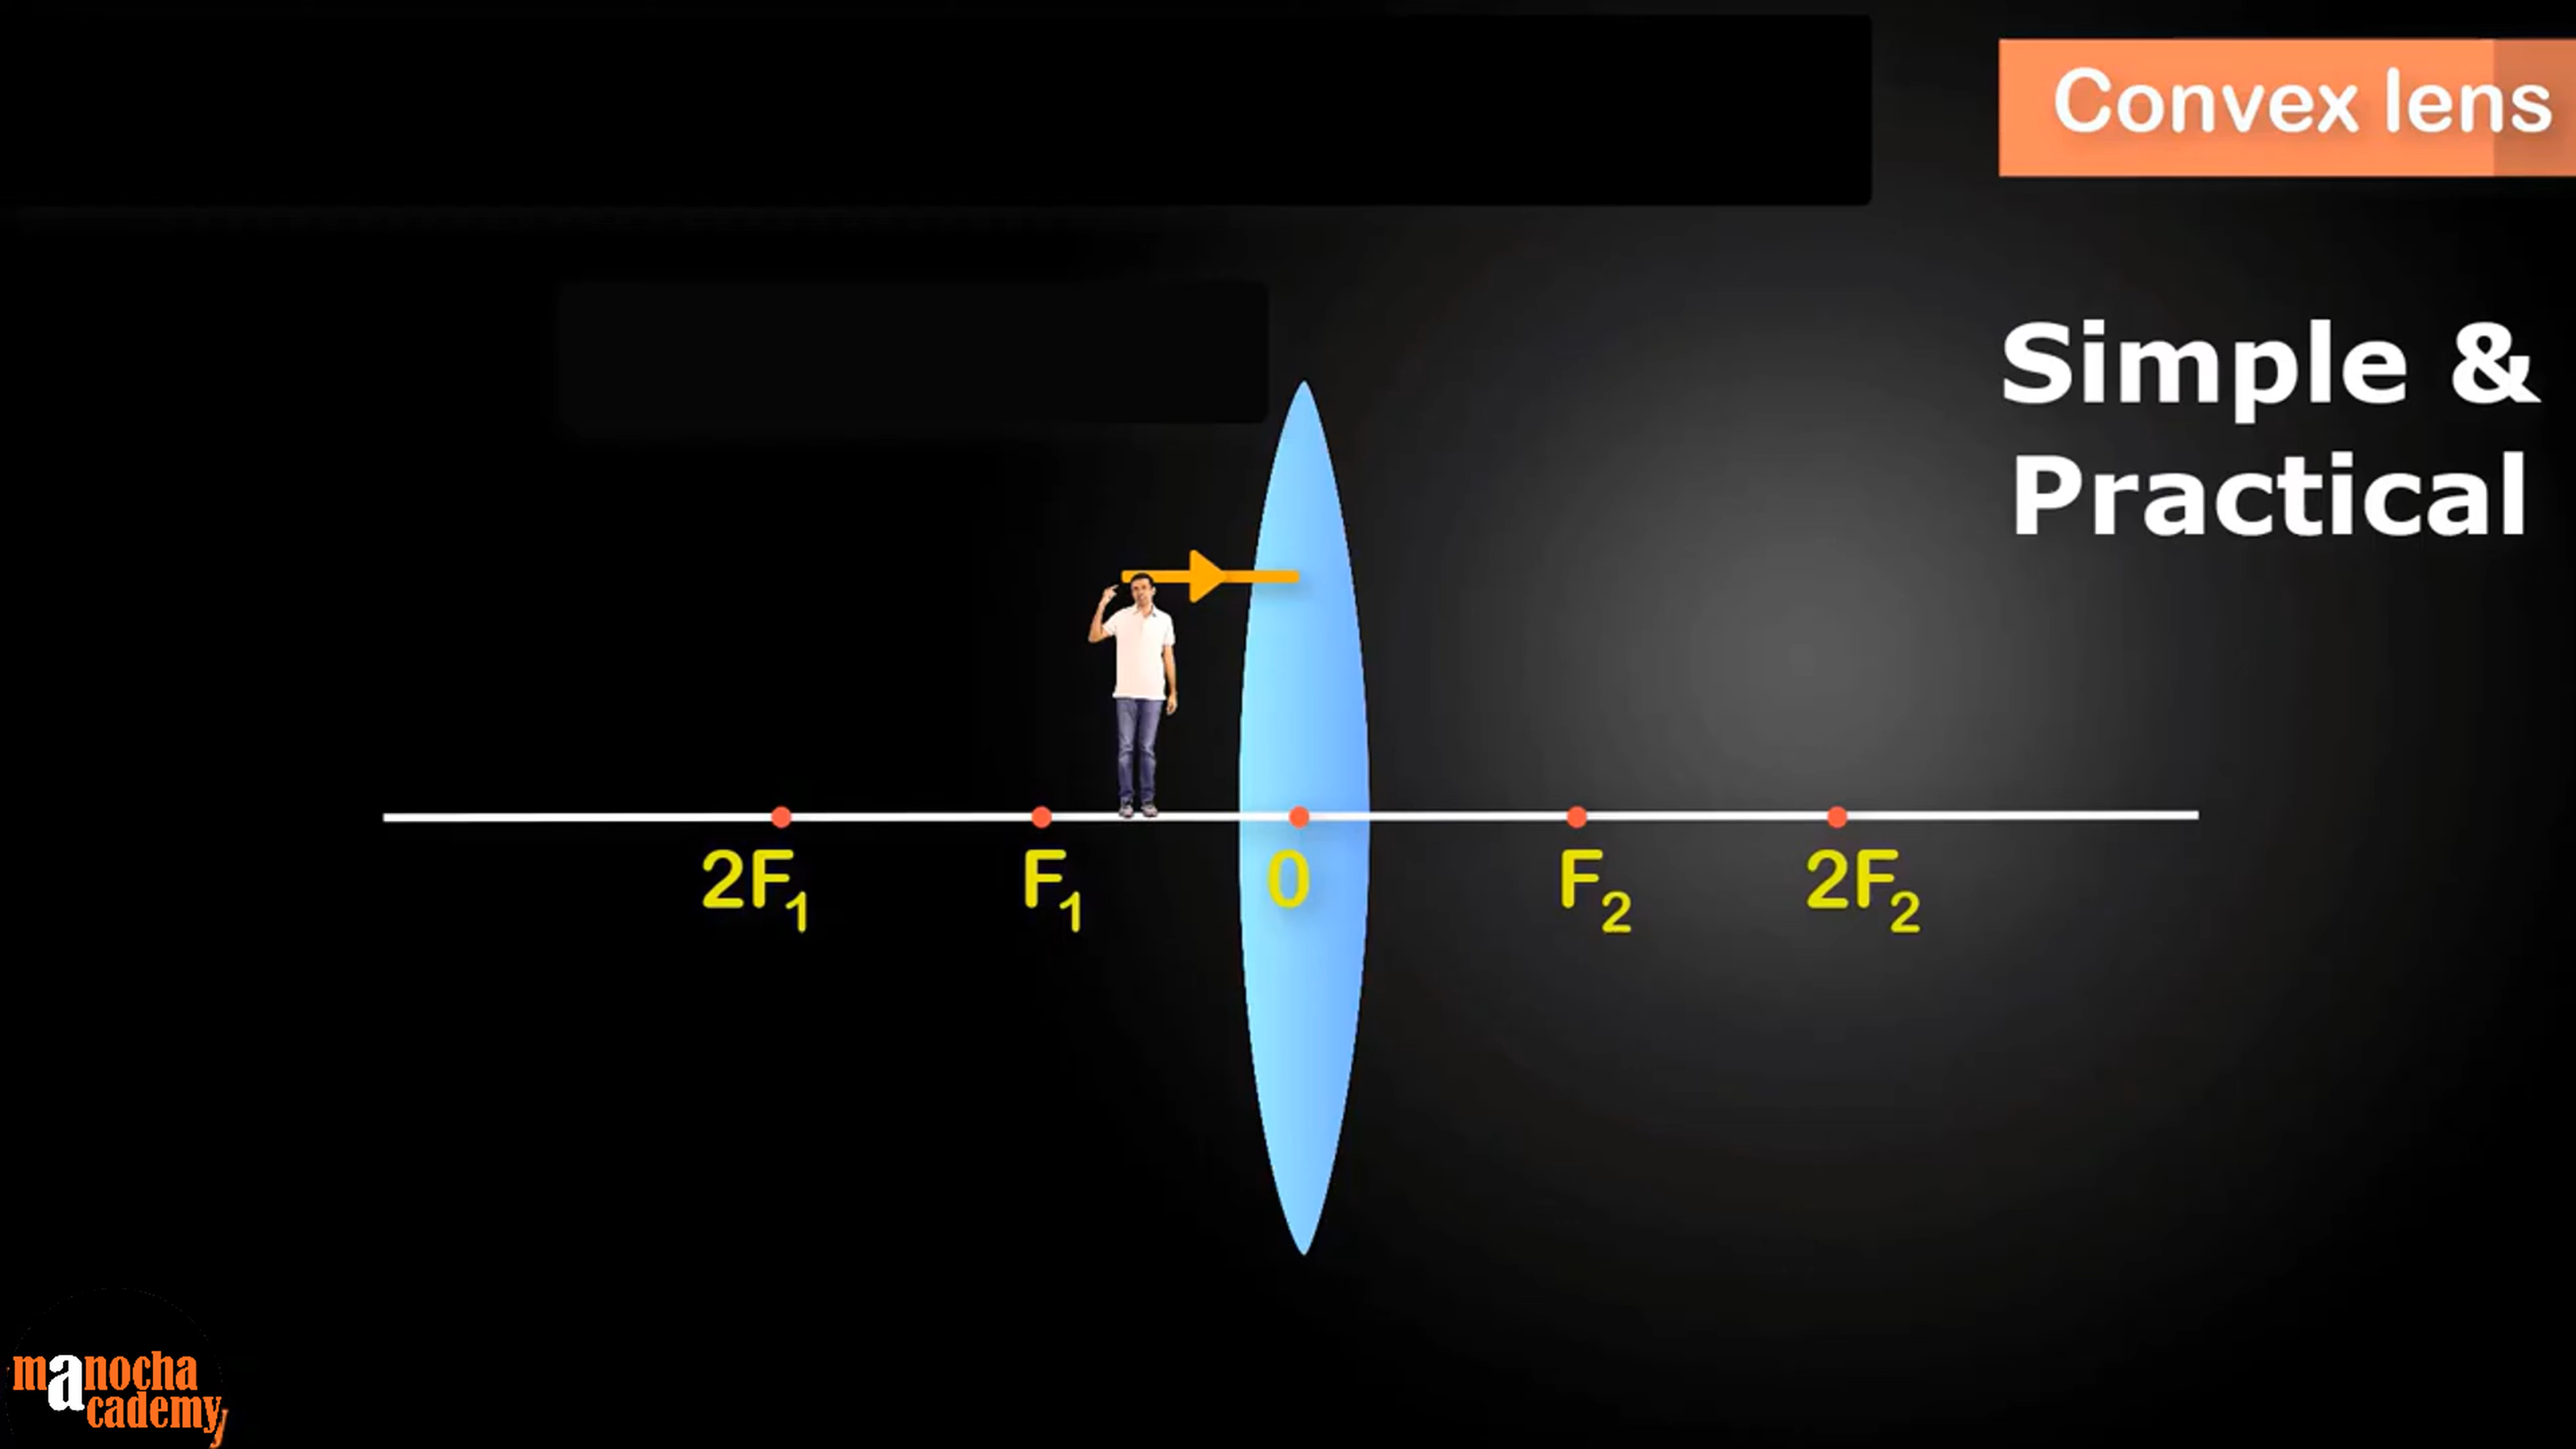 Convex lens
Simple &
Practical
2F₁ F₁ 0 F₂ 2F₂
manocha
academy